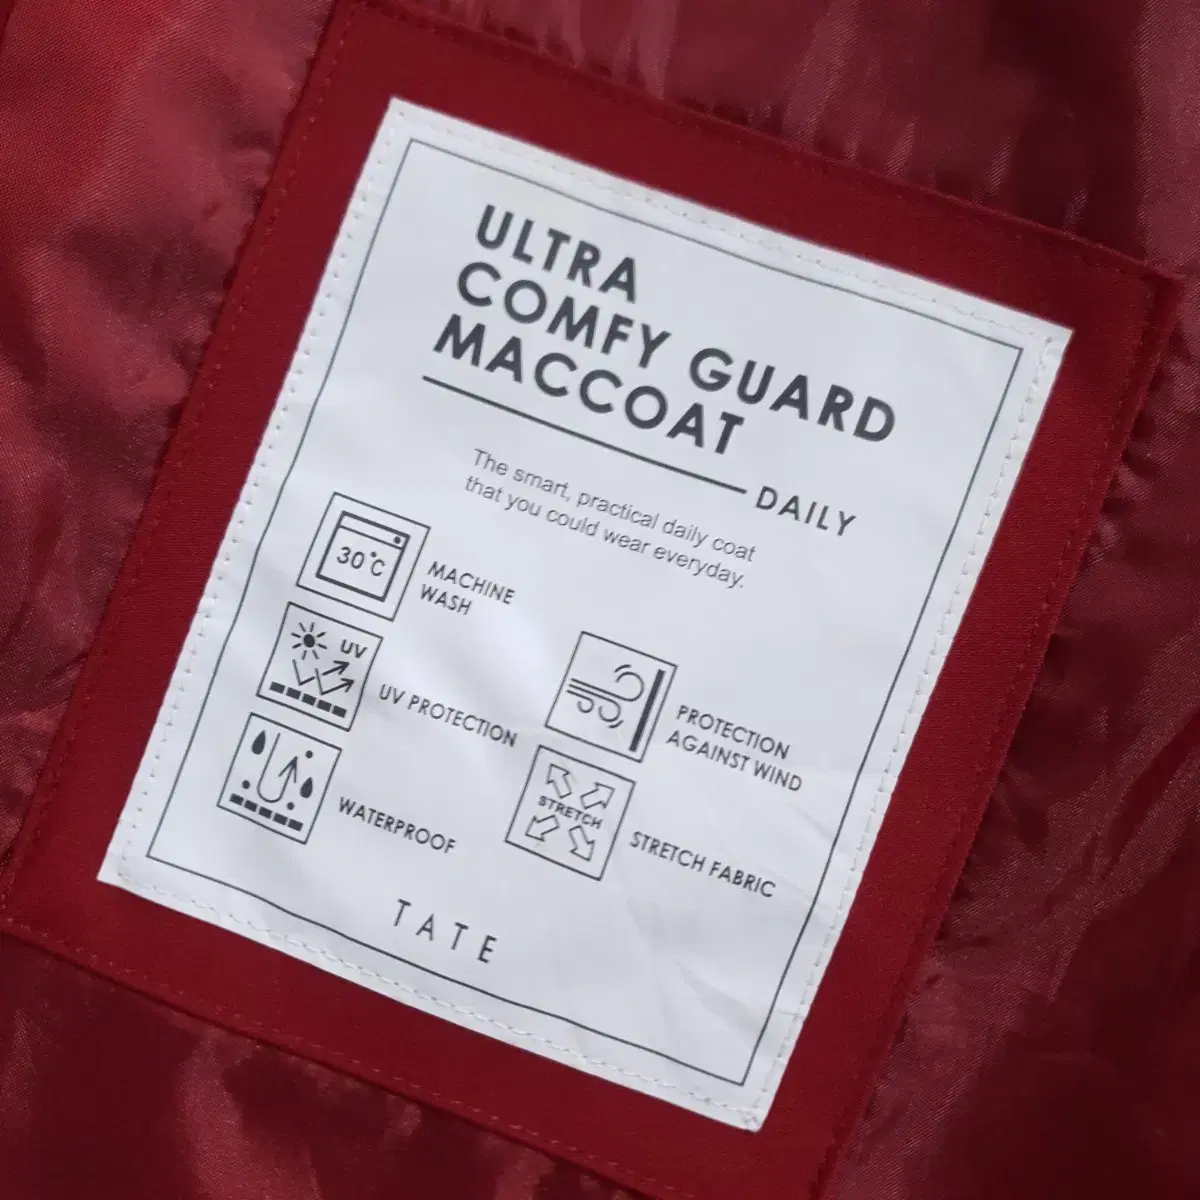 ULTRA
COMFY GUARD
MACCOAT
DAILY
The smart, practical daily coat
that you could wear everyday.
30°C
MACHINE
WASH
UV
UV PROTECTION
WATERPROOF
PROTECTION
AGAINST WIND
STRETCH
STRETCH FABRIC
TATE